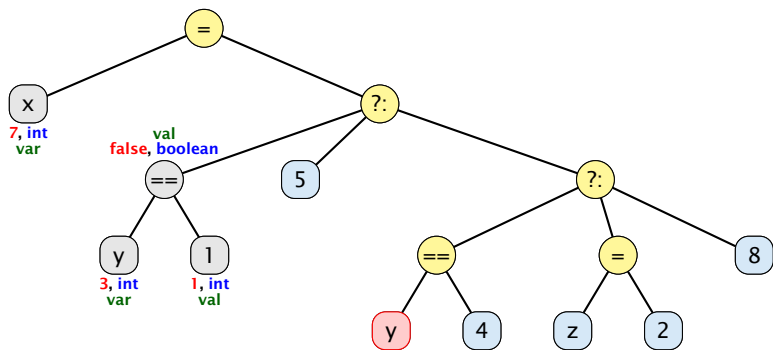 =
x
?:
7, int
var
val
false, boolean
==
5
?:
y
1
==
=
8
3, int
var
1, int
val
y
4
z
2